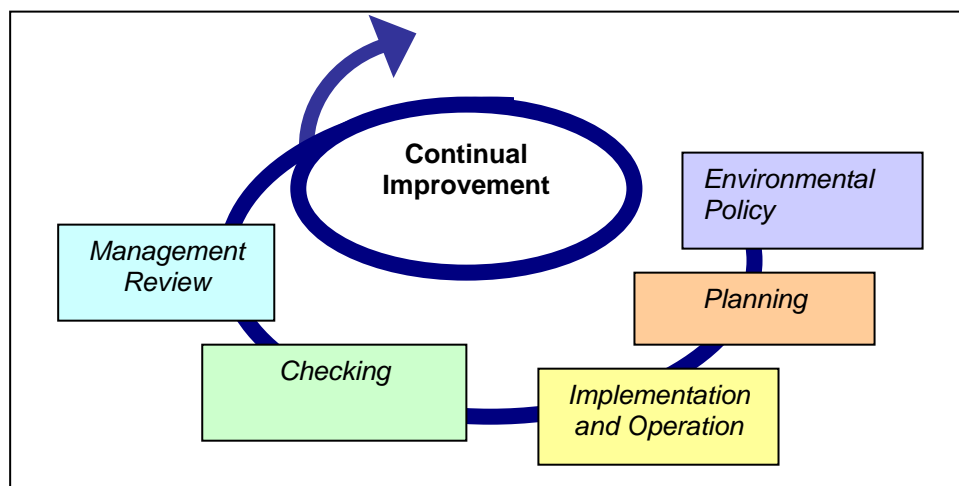 Continual
Improvement
Environmental
Policy
Management
Review
Planning
Checking
Implementation
and Operation